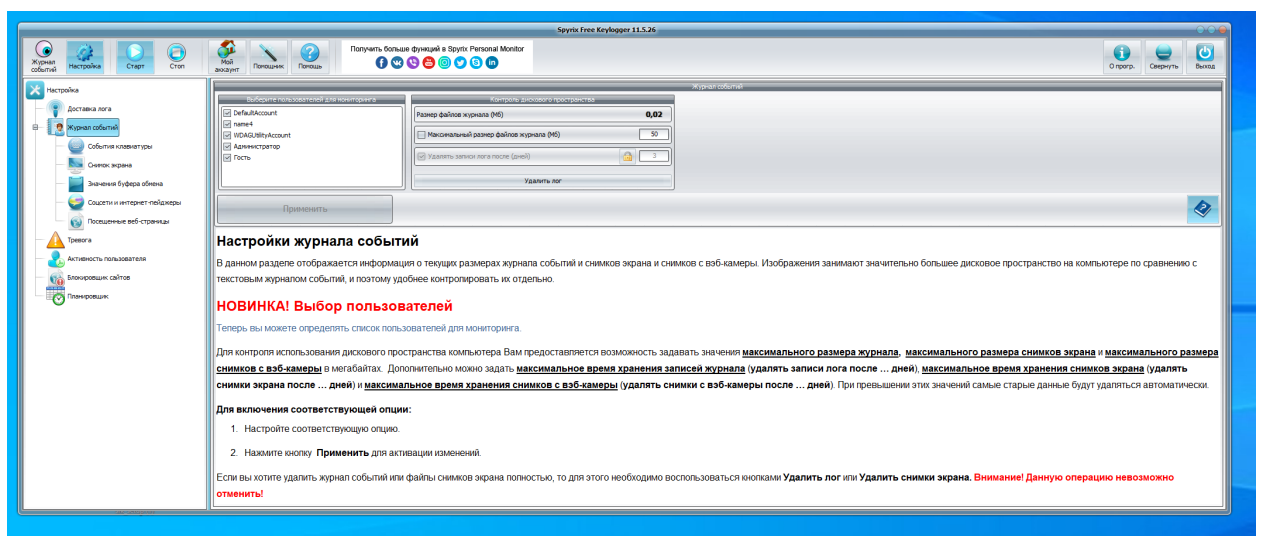 Spyrix Free Keylogger 11.5.26
Журнал событий
Настройка
Старт
Стоп
Мой аккаунт
Помощник
Помощь
Получить больше функций в Spyrix Personal Monitor
О прогр.
Свернуть
Выход
Настройка
Доставка лога
Журнал событий
События клавиатуры
Снимок экрана
Значения буфера обмена
Соцсети и интернет-пейджеры
Посещенные веб-страницы
Тревога
Активность пользователя
Блокировщик сайтов
Планировщик
Журнал событий
Выберите пользователей для мониторинга
DefaultAccount
name4
WDAGUtilityAccount
Администратор
Гость
Контроль дискового пространства
Размер файлов журнала (Мб) 0,02
Максимальный размер файлов журнала (Мб) 50
Удалять записи лога после (дней) 3
Удалить лог
Применить
Настройки журнала событий
В данном разделе отображается информация о текущих размерах журнала событий и снимков экрана и снимков с вэб-камеры. Изображения занимают значительно большее дисковое пространство на компьютере по сравнению с
текстовым журналом событий, и поэтому удобнее контролировать их отдельно.
НОВИНКА! Выбор пользователей
Теперь вы можете определять список пользователей для мониторинга.
Для контроля использования дискового пространства компьютера Вам предоставляется возможность задавать значения максимального размера журнала, максимального размера снимков экрана и максимального размера
снимков с вэб-камеры в мегабайтах. Дополнительно можно задать максимальное время хранения записей журнала (удалять записи лога после ... дней), максимальное время хранения снимков экрана (удалять
снимки экрана после ... дней) и максимальное время хранения снимков с вэб-камеры (удалять снимки с вэб-камеры после ... дней). При превышении этих значений самые старые данные будут удаляться автоматически.
Для включения соответствующей опции:
1. Настройте соответствующую опцию.
2. Нажмите кнопку Применить для активации изменений.
Если вы хотите удалить журнал событий или файлы снимков экрана полностью, то для этого необходимо воспользоваться кнопками Удалить лог или Удалить снимки экрана. Внимание! Данную операцию невозможно
отменить!